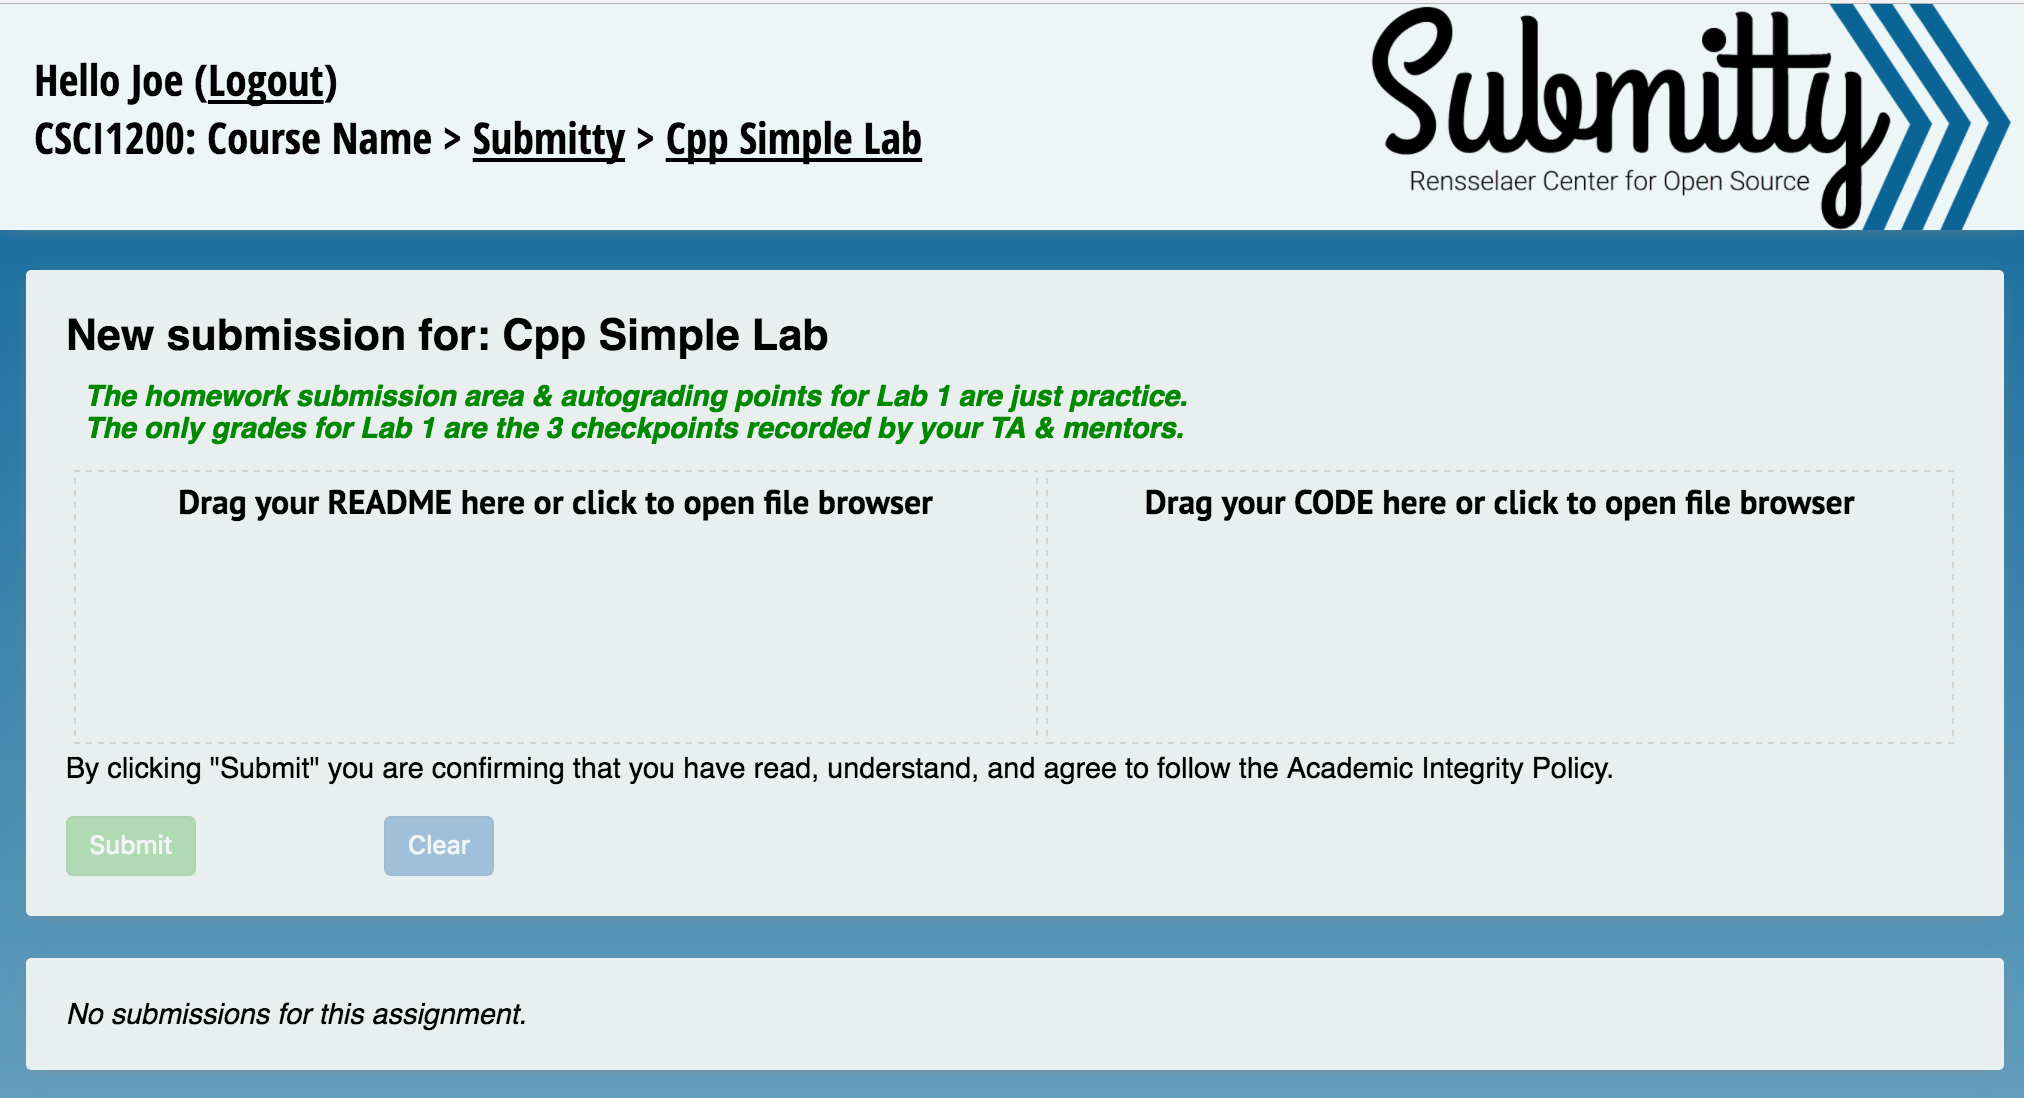 Hello Joe (Logout)
CSCI1200: Course Name > Submitty > Cpp Simple Lab
Submitty
Rensselaer Center for Open Source
New submission for: Cpp Simple Lab
The homework submission area & autograding points for Lab 1 are just practice.
The only grades for Lab 1 are the 3 checkpoints recorded by your TA & mentors.
Drag your README here or click to open file browser
Drag your CODE here or click to open file browser
By clicking "Submit" you are confirming that you have read, understand, and agree to follow the Academic Integrity Policy.
Submit
Clear
No submissions for this assignment.